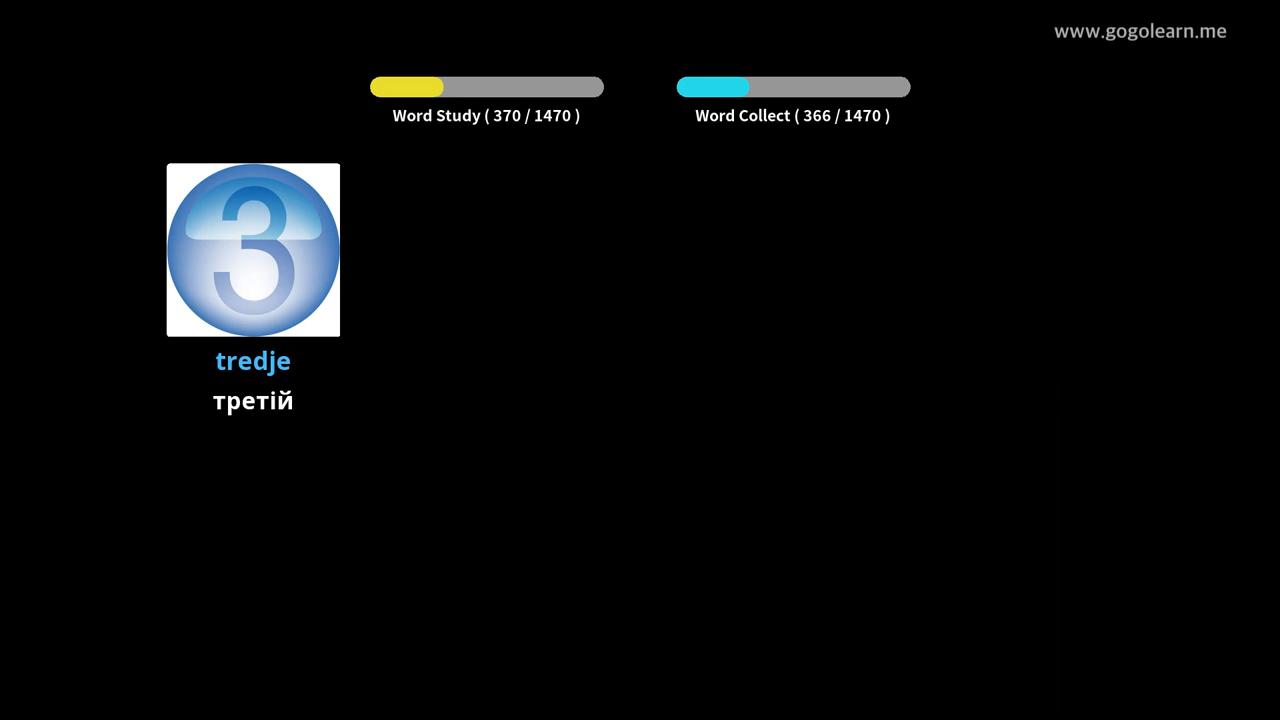 www.gogolearn.me
Word Study ( 370 / 1470 )
Word Collect ( 366 / 1470 )
3
tredje
третій